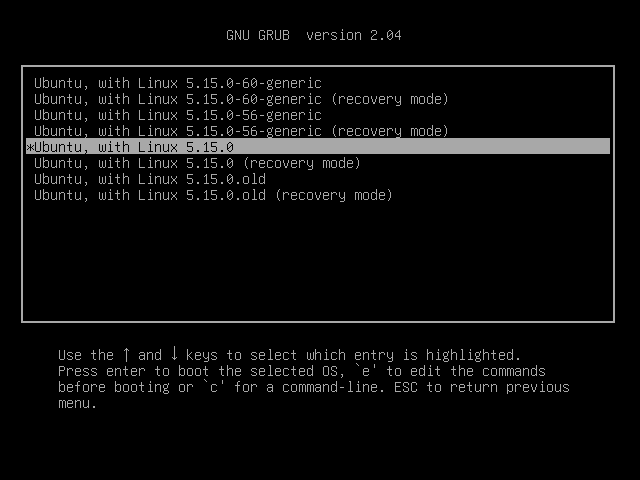 GNU GRUB  version 2.04
Ubuntu, with Linux 5.15.0-60-generic
Ubuntu, with Linux 5.15.0-60-generic (recovery mode)
Ubuntu, with Linux 5.15.0-56-generic
Ubuntu, with Linux 5.15.0-56-generic (recovery mode)
*Ubuntu, with Linux 5.15.0
Ubuntu, with Linux 5.15.0 (recovery mode)
Ubuntu, with Linux 5.15.0.old
Ubuntu, with Linux 5.15.0.old (recovery mode)
Use the ↑ and ↓ keys to select which entry is highlighted.
Press enter to boot the selected OS, `e' to edit the commands
before booting or `c' for a command-line. ESC to return previous
menu.